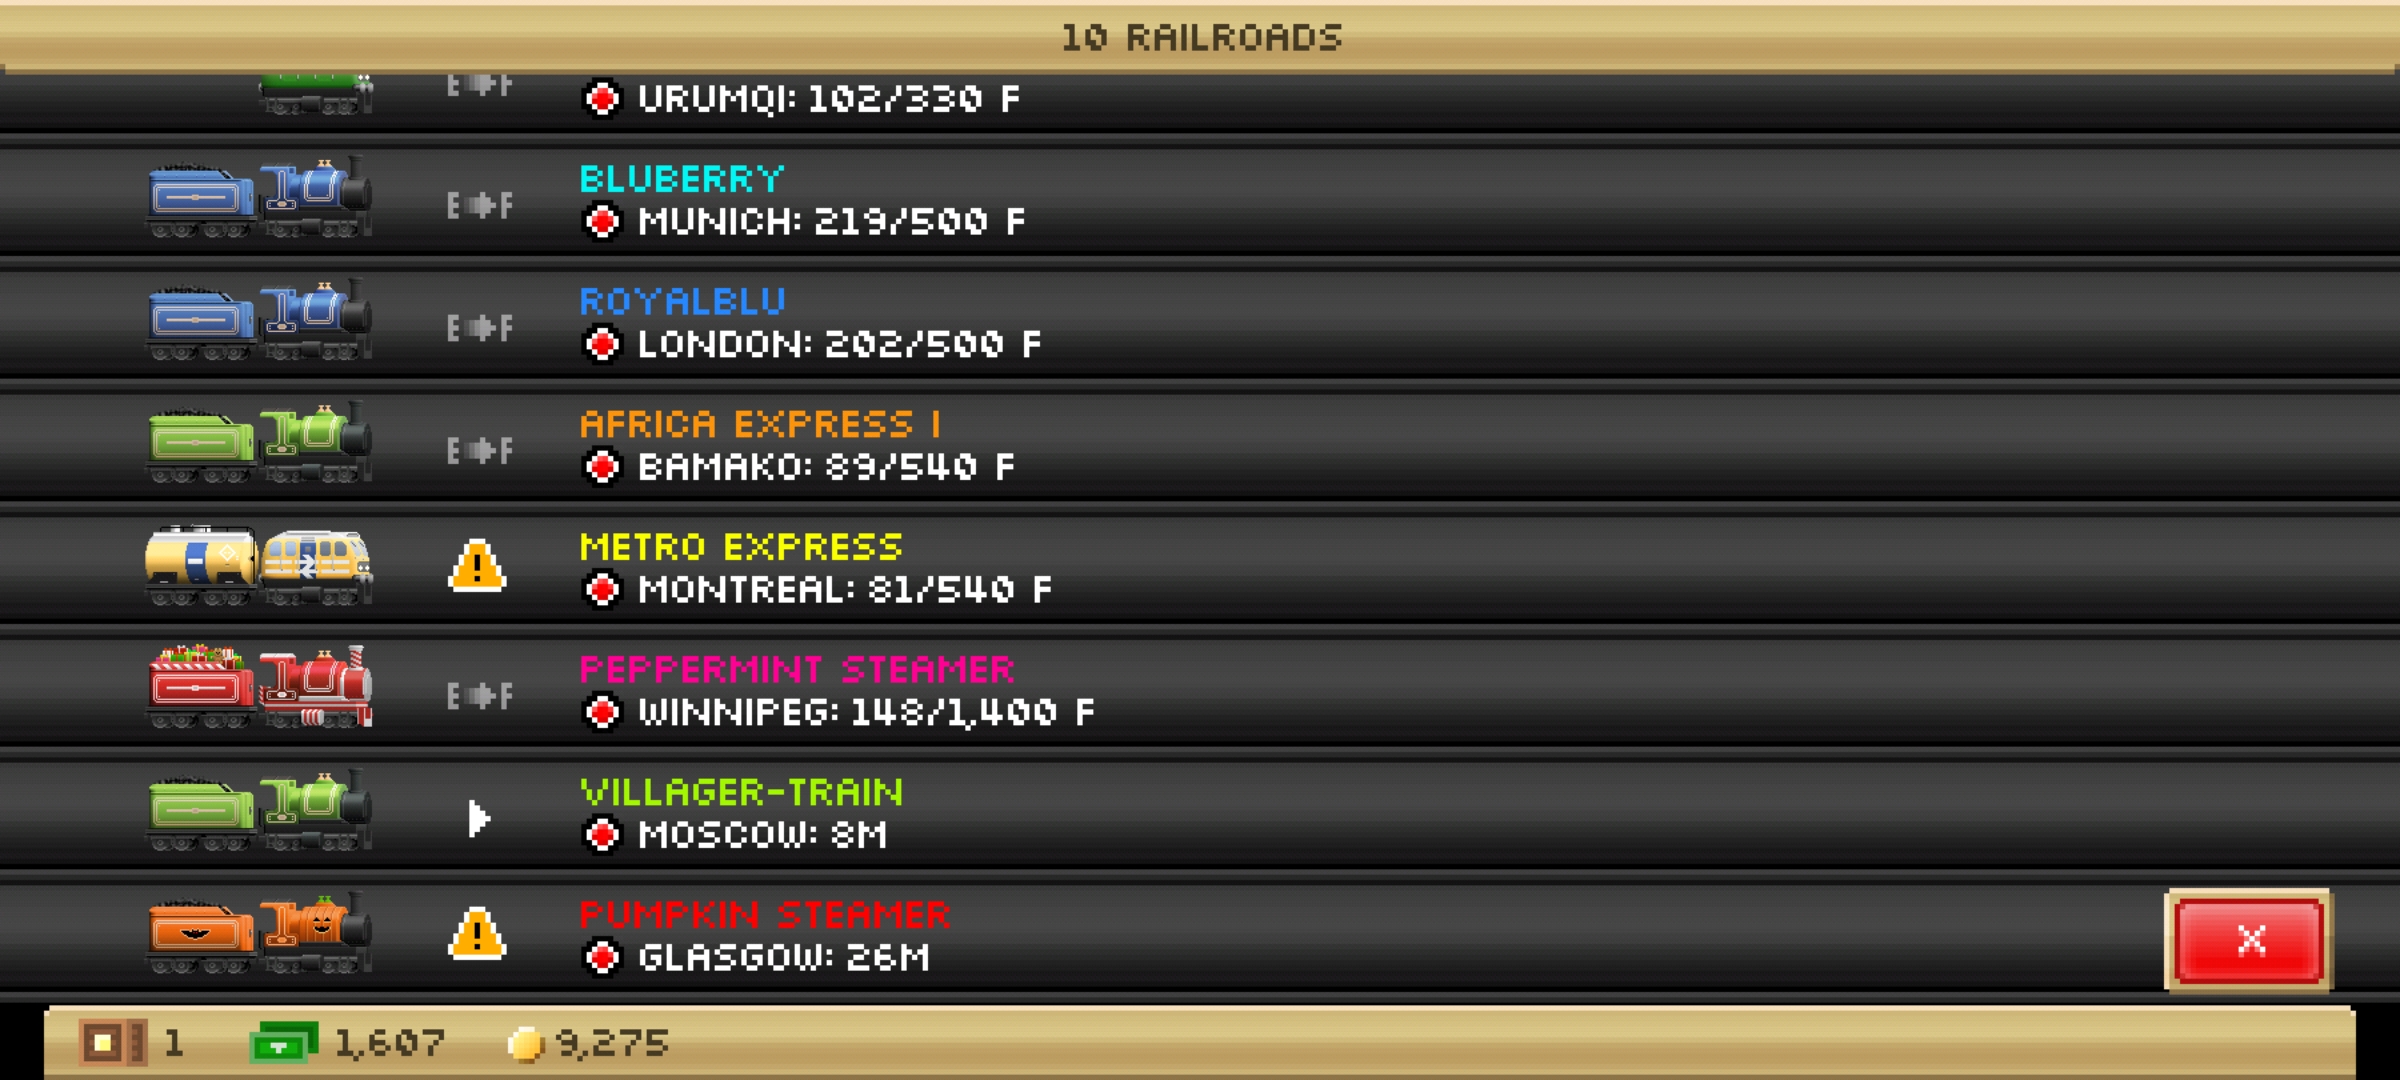 10 RAILROADS
E F
URUMQI: 102/330 F
BLUBERRY
E F
MUNICH: 219/500 F
ROYALBLU
E F
LONDON: 202/500 F
AFRICA EXPRESS I
E F
BAMAKO: 89/540 F
METRO EXPRESS
!
MONTREAL: 81/540 F
PEPPERMINT STEAMER
E F
WINNIPEG: 148/1,400 F
VILLAGER-TRAIN
MOSCOW: 8M
PUMPKIN STEAMER
!
GLASGOW: 26M
X
1 1,607 9,275